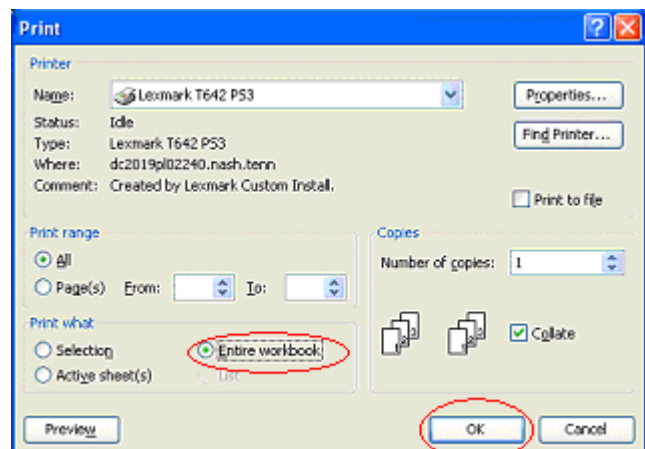 Print
Printer
Name: Lexmark T642 PS3
Properties...
Status: Idle
Find Printer...
Type: Lexmark T642 PS3
Where: dc2019pl02240.nash.tenn
Comment: Created by Lexmark Custom Install.
Print to file
Print range
All
Page(s) From: To:
Copies
Number of copies: 1
Collate
Print what
Selection
Entire workbook
Active sheet(s)
List
Preview
OK
Cancel